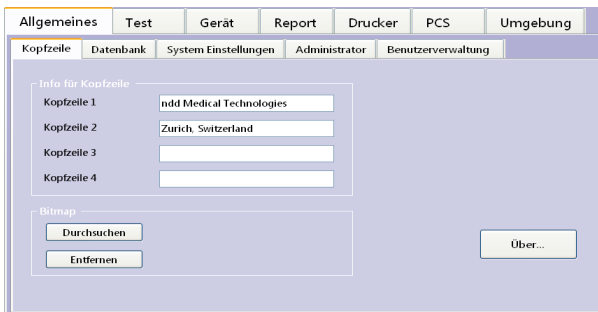 Allgemeines Test Gerät Report Drucker PCS Umgebung
Kopfzeile Datenbank System Einstellungen Administrator Benutzerverwaltung
Info für Kopfzeile
Kopfzeile 1 ndd Medical Technologies
Kopfzeile 2 Zurich, Switzerland
Kopfzeile 3
Kopfzeile 4
Bitmap
Durchsuchen
Über...
Entfernen